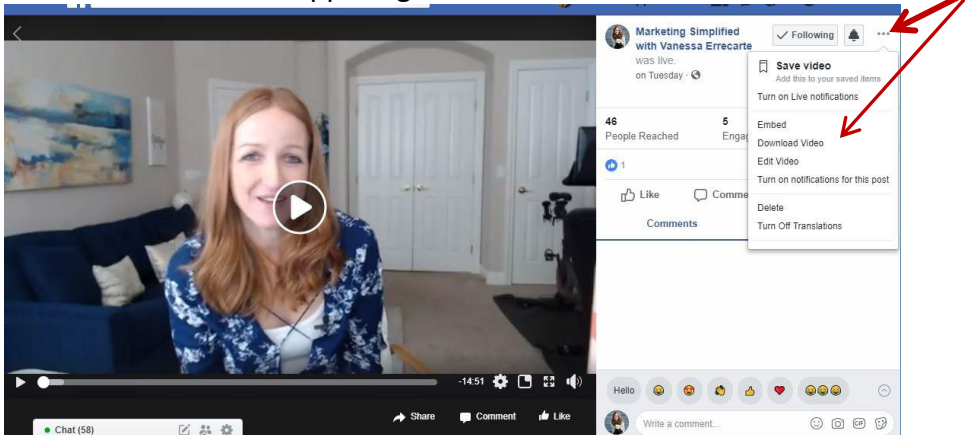 Marketing Simplified
with Vanessa Errecarte
was live.
on Tuesday ·
Following
Save video
Add this to your saved items
Turn on Live notifications
Embed
Download Video
Edit Video
Turn on notifications for this post
Delete
Turn Off Translations
46
People Reached
5
1
Like
Comments
-14:51
Share
Comment
Like
Hello
Write a comment...
GIF
Chat (58)